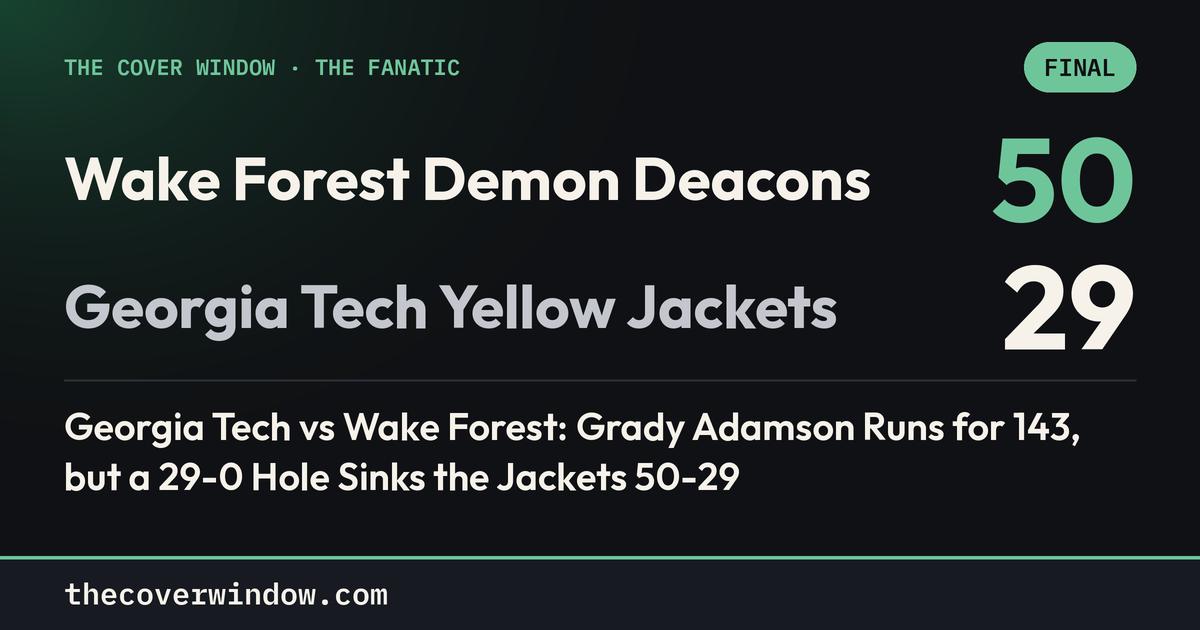 THE COVER WINDOW · THE FANATIC
FINAL
Wake Forest Demon Deacons 50
Georgia Tech Yellow Jackets 29
Georgia Tech vs Wake Forest: Grady Adamson Runs for 143,
but a 29-0 Hole Sinks the Jackets 50-29
thecoverwindow.com